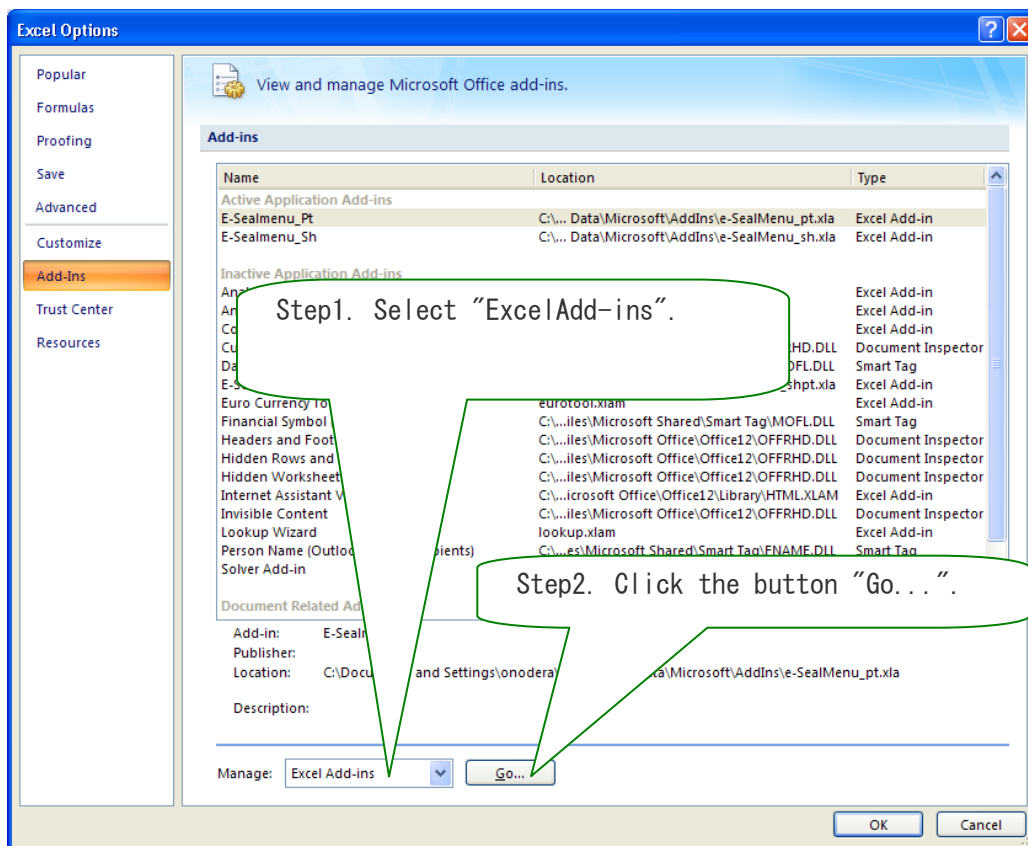 Excel Options
Popular
Formulas
Proofing
Save
Advanced
Customize
Add-Ins
Trust Center
Resources
View and manage Microsoft Office add-ins.
Add-ins
Name Location Type
Active Application Add-ins
E-Sealmenu_Pt C:\... Data\Microsoft\AddIns\e-SealMenu_pt.xla Excel Add-in
E-Sealmenu_Sh C:\... Data\Microsoft\AddIns\e-SealMenu_sh.xla Excel Add-in
Inactive Application Add-ins
Excel Add-in
Step1. Select "ExcelAdd-ins".
Excel Add-in
Excel Add-in
HD.DLL Document Inspector
OFL.DLL Smart Tag
_shpt.xla Excel Add-in
Euro Currency To eurotool.xlam Excel Add-in
Financial Symbol C:\...iles\Microsoft Shared\Smart Tag\MOFL.DLL Smart Tag
Headers and Foot C:\...iles\Microsoft Office\Office12\OFFRHD.DLL Document Inspector
Hidden Rows and C:\...iles\Microsoft Office\Office12\OFFRHD.DLL Document Inspector
Hidden Worksheet C:\...iles\Microsoft Office\Office12\OFFRHD.DLL Document Inspector
Internet Assistant V C:\...icrosoft Office\Office12\Library\HTML.XLAM Excel Add-in
Invisible Content C:\...iles\Microsoft Office\Office12\OFFRHD.DLL Document Inspector
Lookup Wizard lookup.xlam Excel Add-in
Person Name (Outloo pients) C:\...es\Microsoft Shared\Smart Tag\FNAME.DLL Smart Tag
Solver Add-in
Step2. Click the button "Go...".
Document Related Ad
Add-in: E-Sealm
Publisher:
Location: C:\Docu and Settings\onodera\ ta\Microsoft\AddIns\e-SealMenu_pt.xla
Description:
Manage: Excel Add-ins Go...
OK Cancel